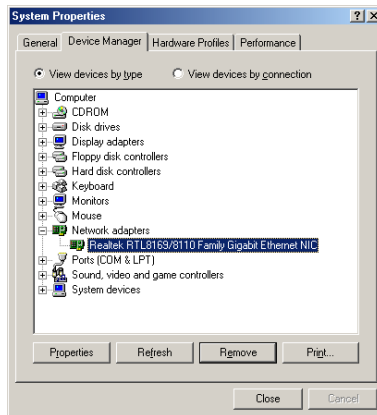 System Properties
General Device Manager Hardware Profiles Performance
View devices by type View devices by connection
Computer
CDROM
Disk drives
Display adapters
Floppy disk controllers
Hard disk controllers
Keyboard
Monitors
Mouse
Network adapters
Realtek RTL8169/8110 Family Gigabit Ethernet NIC
Ports (COM & LPT)
Sound, video and game controllers
System devices
Properties Refresh Remove Print...
Close Cancel